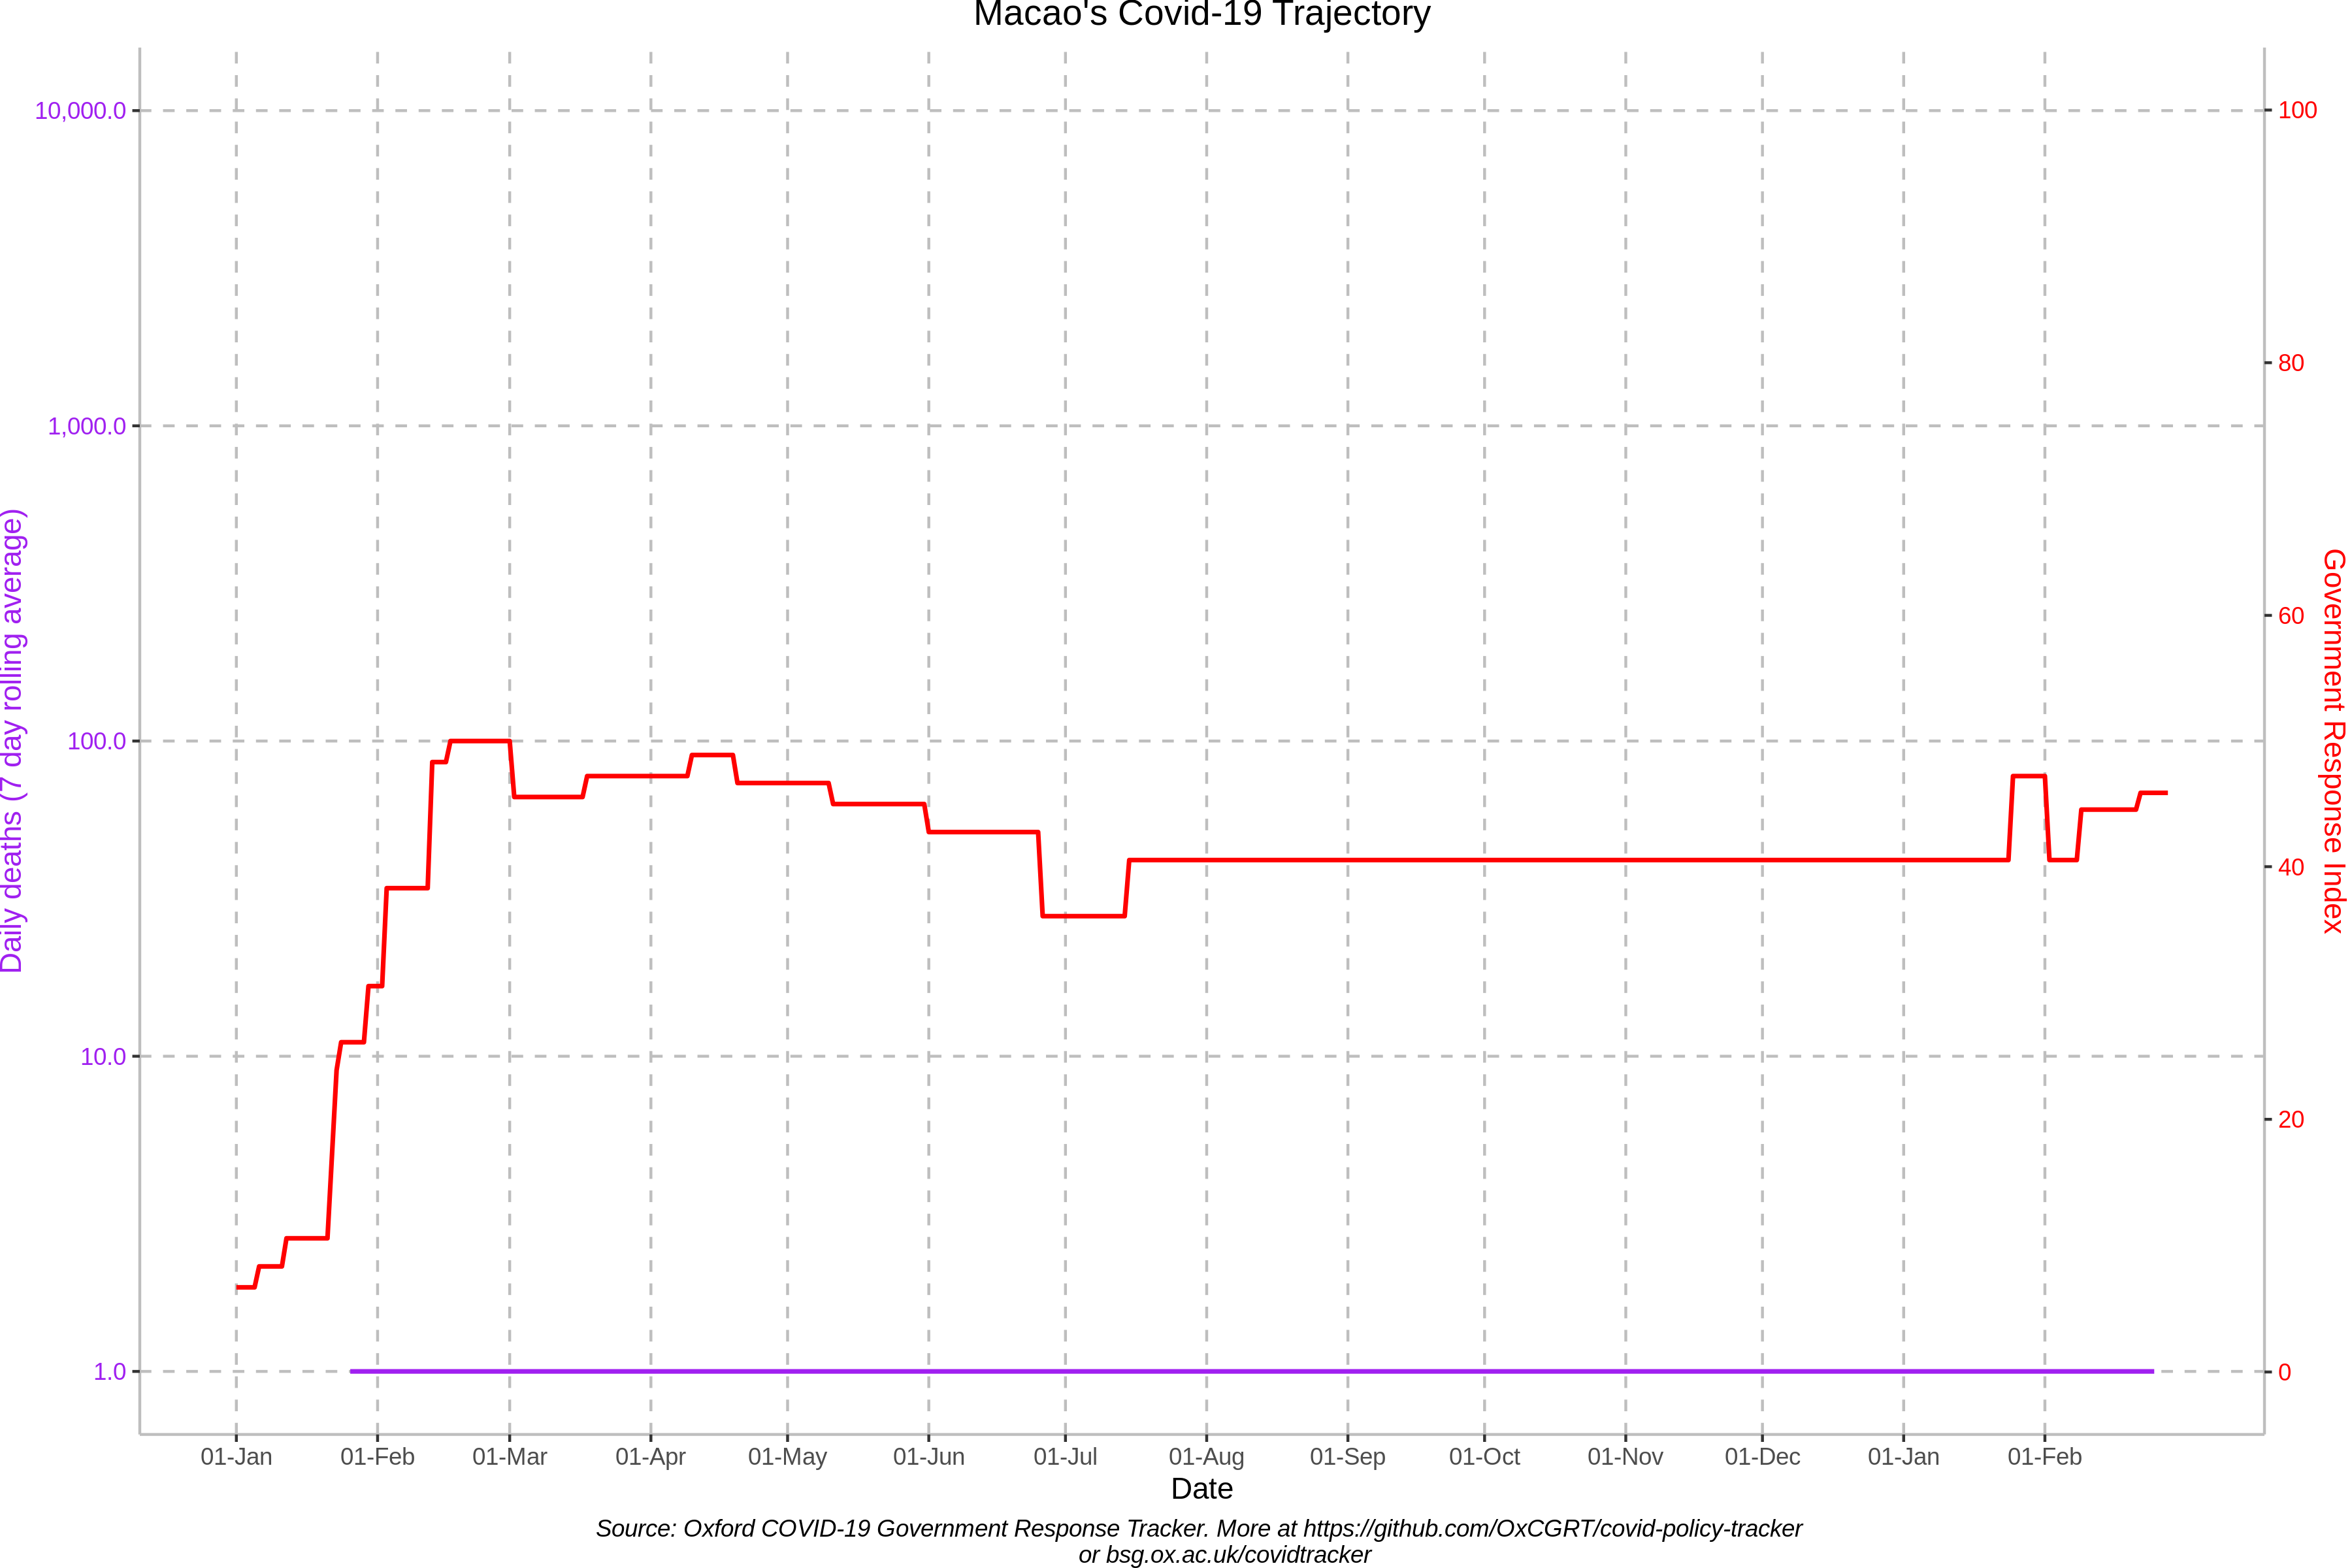 Macao's Covid-19 Trajectory
10,000.0
1,000.0
100.0
10.0
1.0
Daily deaths (7 day rolling average)
100
80
60
40
20
0
Government Response Index
01-Jan 01-Feb 01-Mar 01-Apr 01-May 01-Jun 01-Jul 01-Aug 01-Sep 01-Oct 01-Nov 01-Dec 01-Jan 01-Feb
Date
Source: Oxford COVID-19 Government Response Tracker. More at https://github.com/OxCGRT/covid-policy-tracker
or bsg.ox.ac.uk/covidtracker